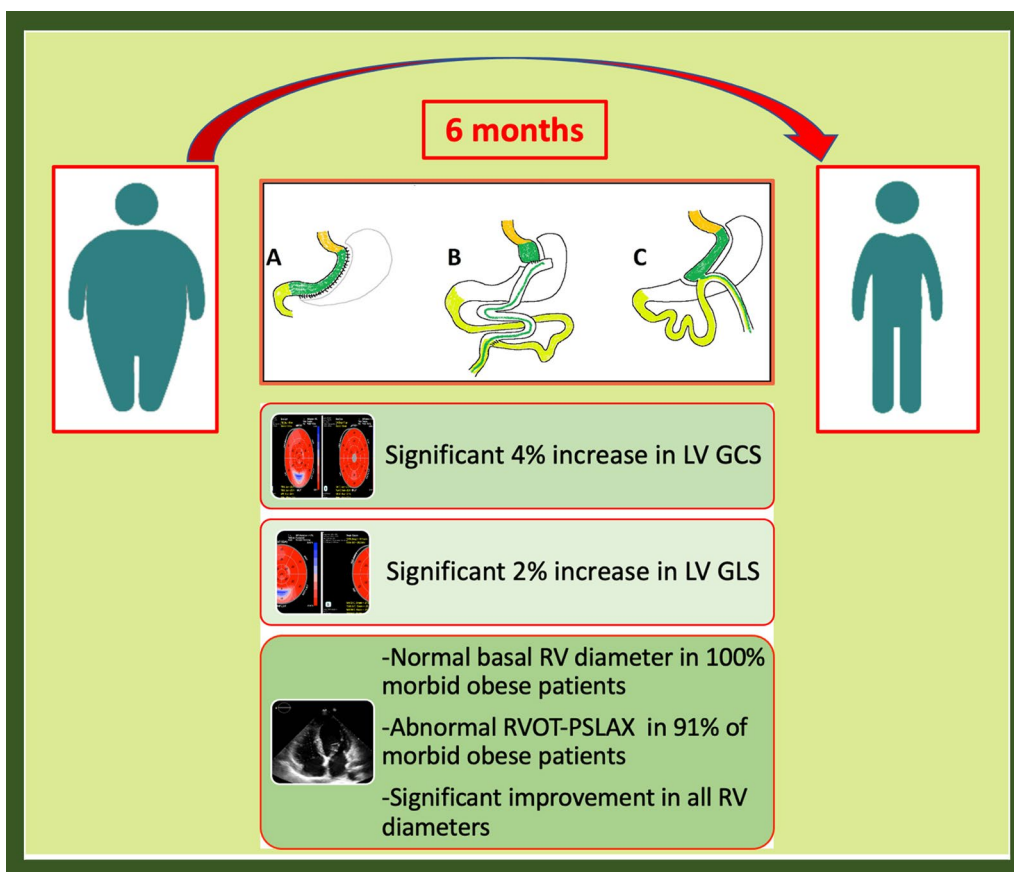 6 months
A
B
C
Significant 4% increase in LV GCS
Significant 2% increase in LV GLS
-Normal basal RV diameter in 100%
morbid obese patients
-Abnormal RVOT-PSLAX in 91% of
morbid obese patients
-Significant improvement in all RV
diameters